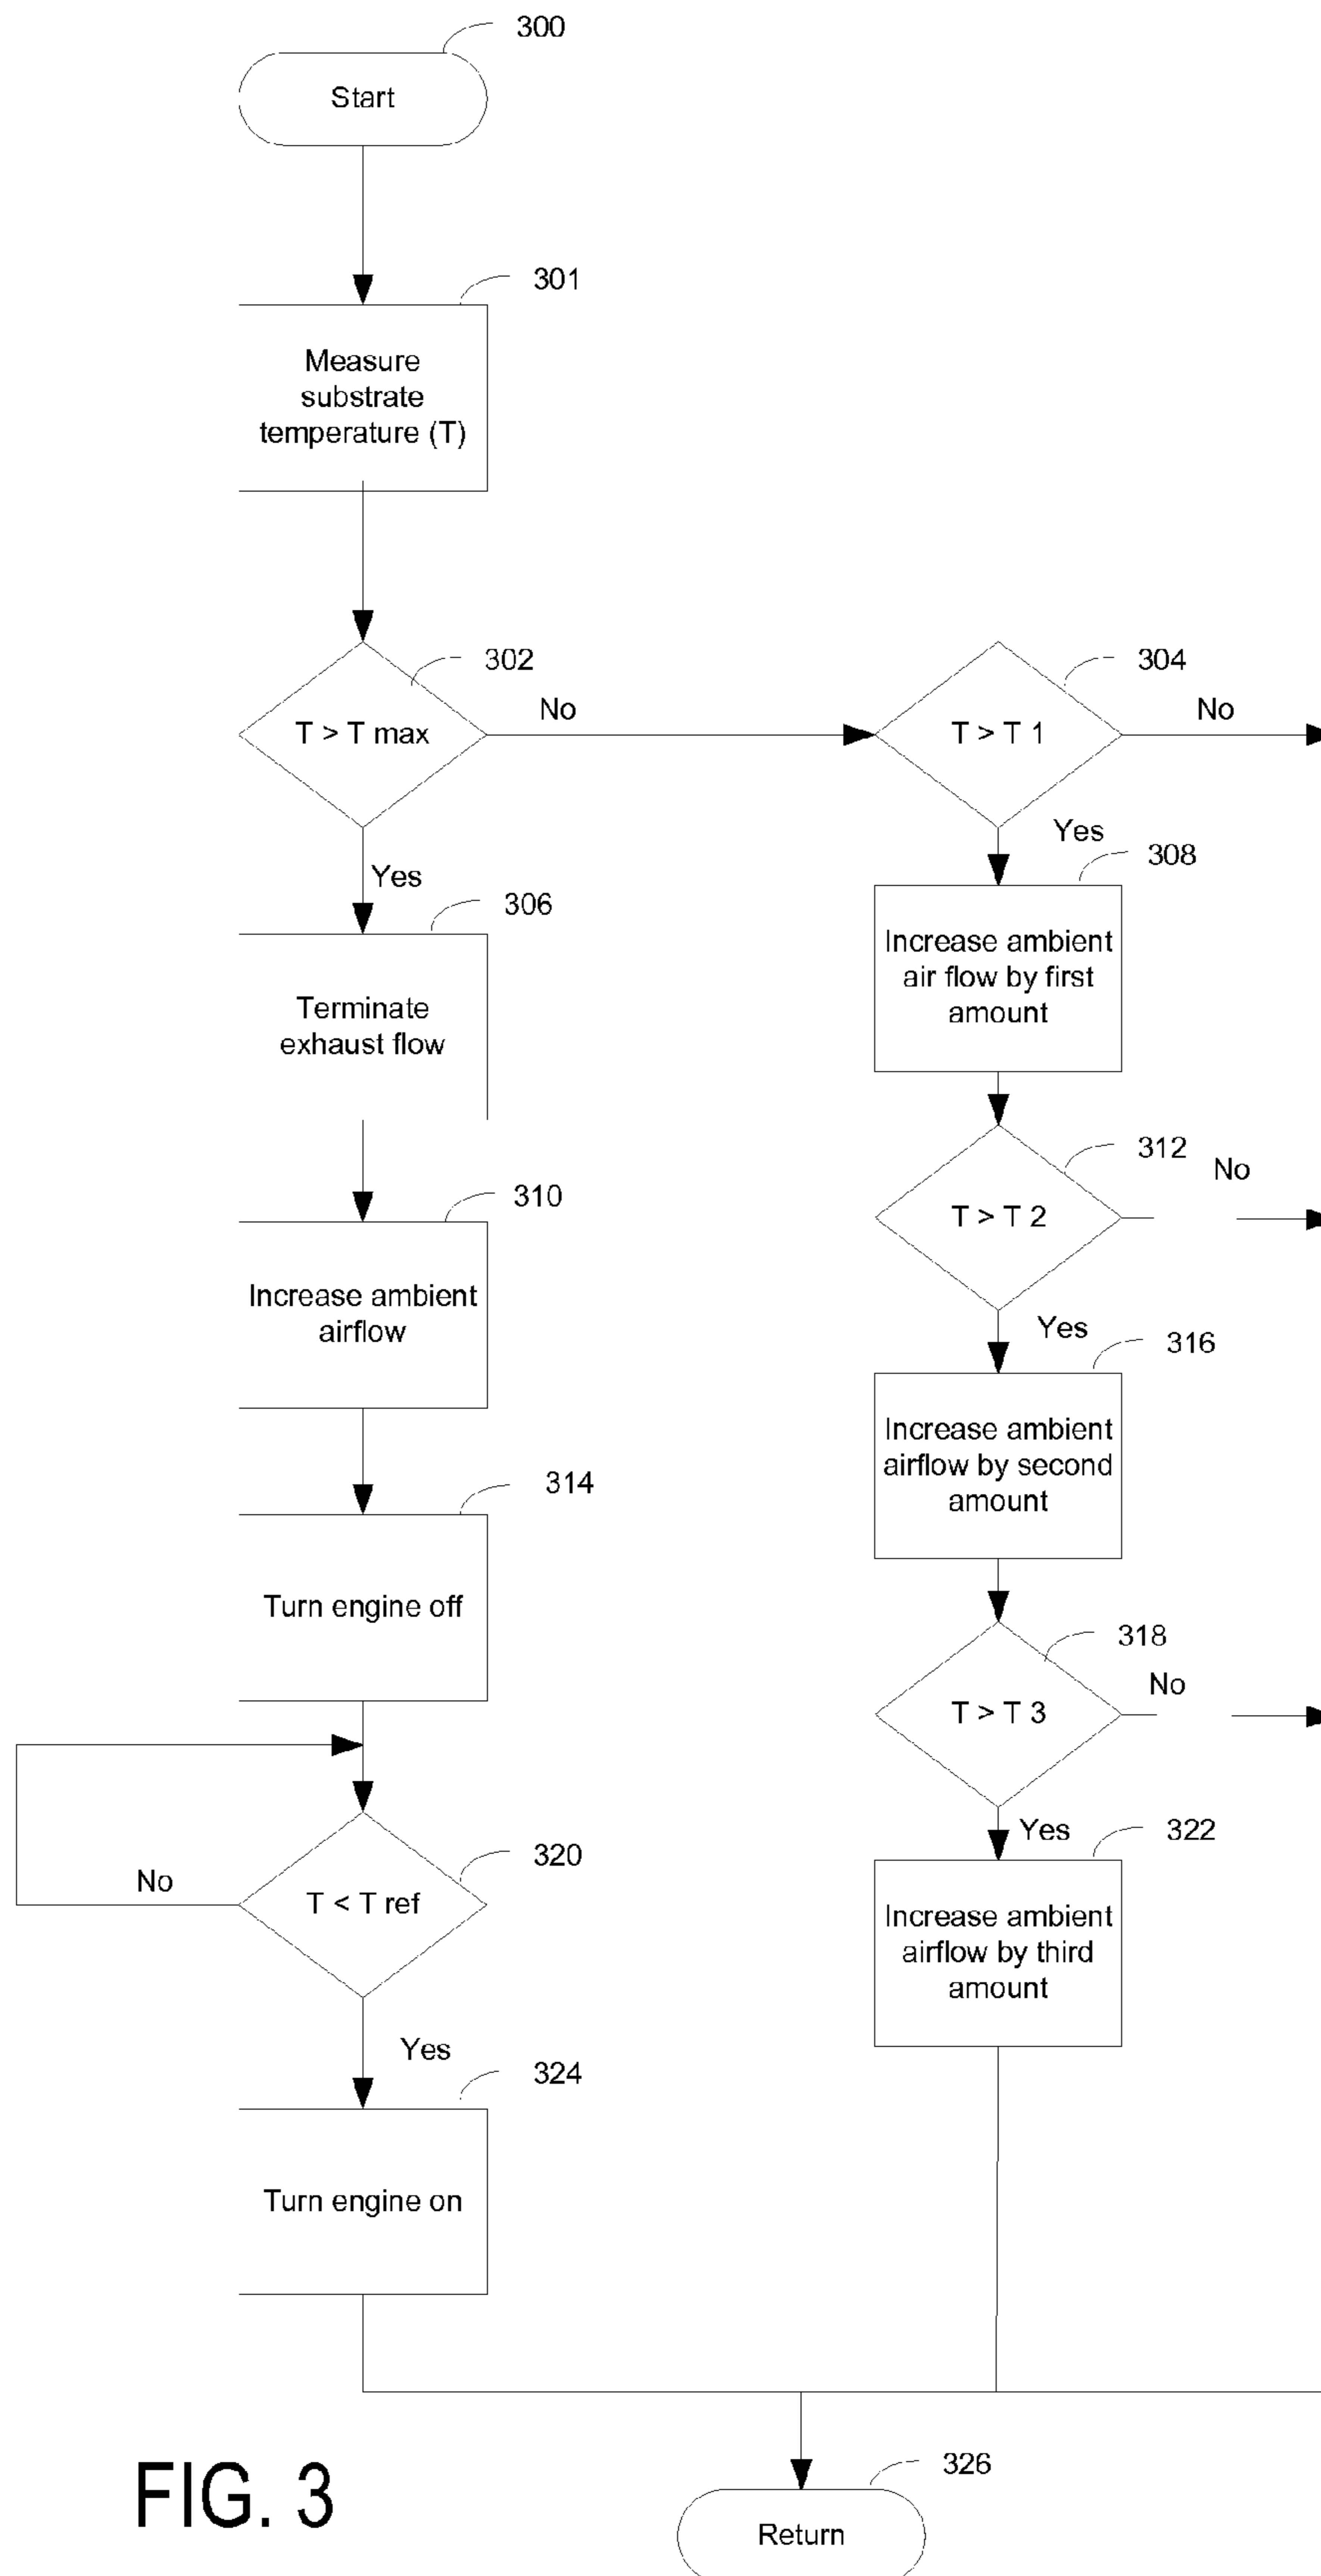 300
Start
301
Measure
substrate
temperature (T)
302
T > T max
No
304
T > T 1
No
Yes
306
Terminate
exhaust flow
Yes
308
Increase ambient
air flow by first
amount
310
Increase ambient
airflow
312
T > T 2
No
314
Turn engine off
Yes
316
Increase ambient
airflow by second
amount
318
T > T 3
No
320
T < T ref
No
Yes
322
Increase ambient
airflow by third
amount
Yes
324
Turn engine on
326
Return
FIG. 3